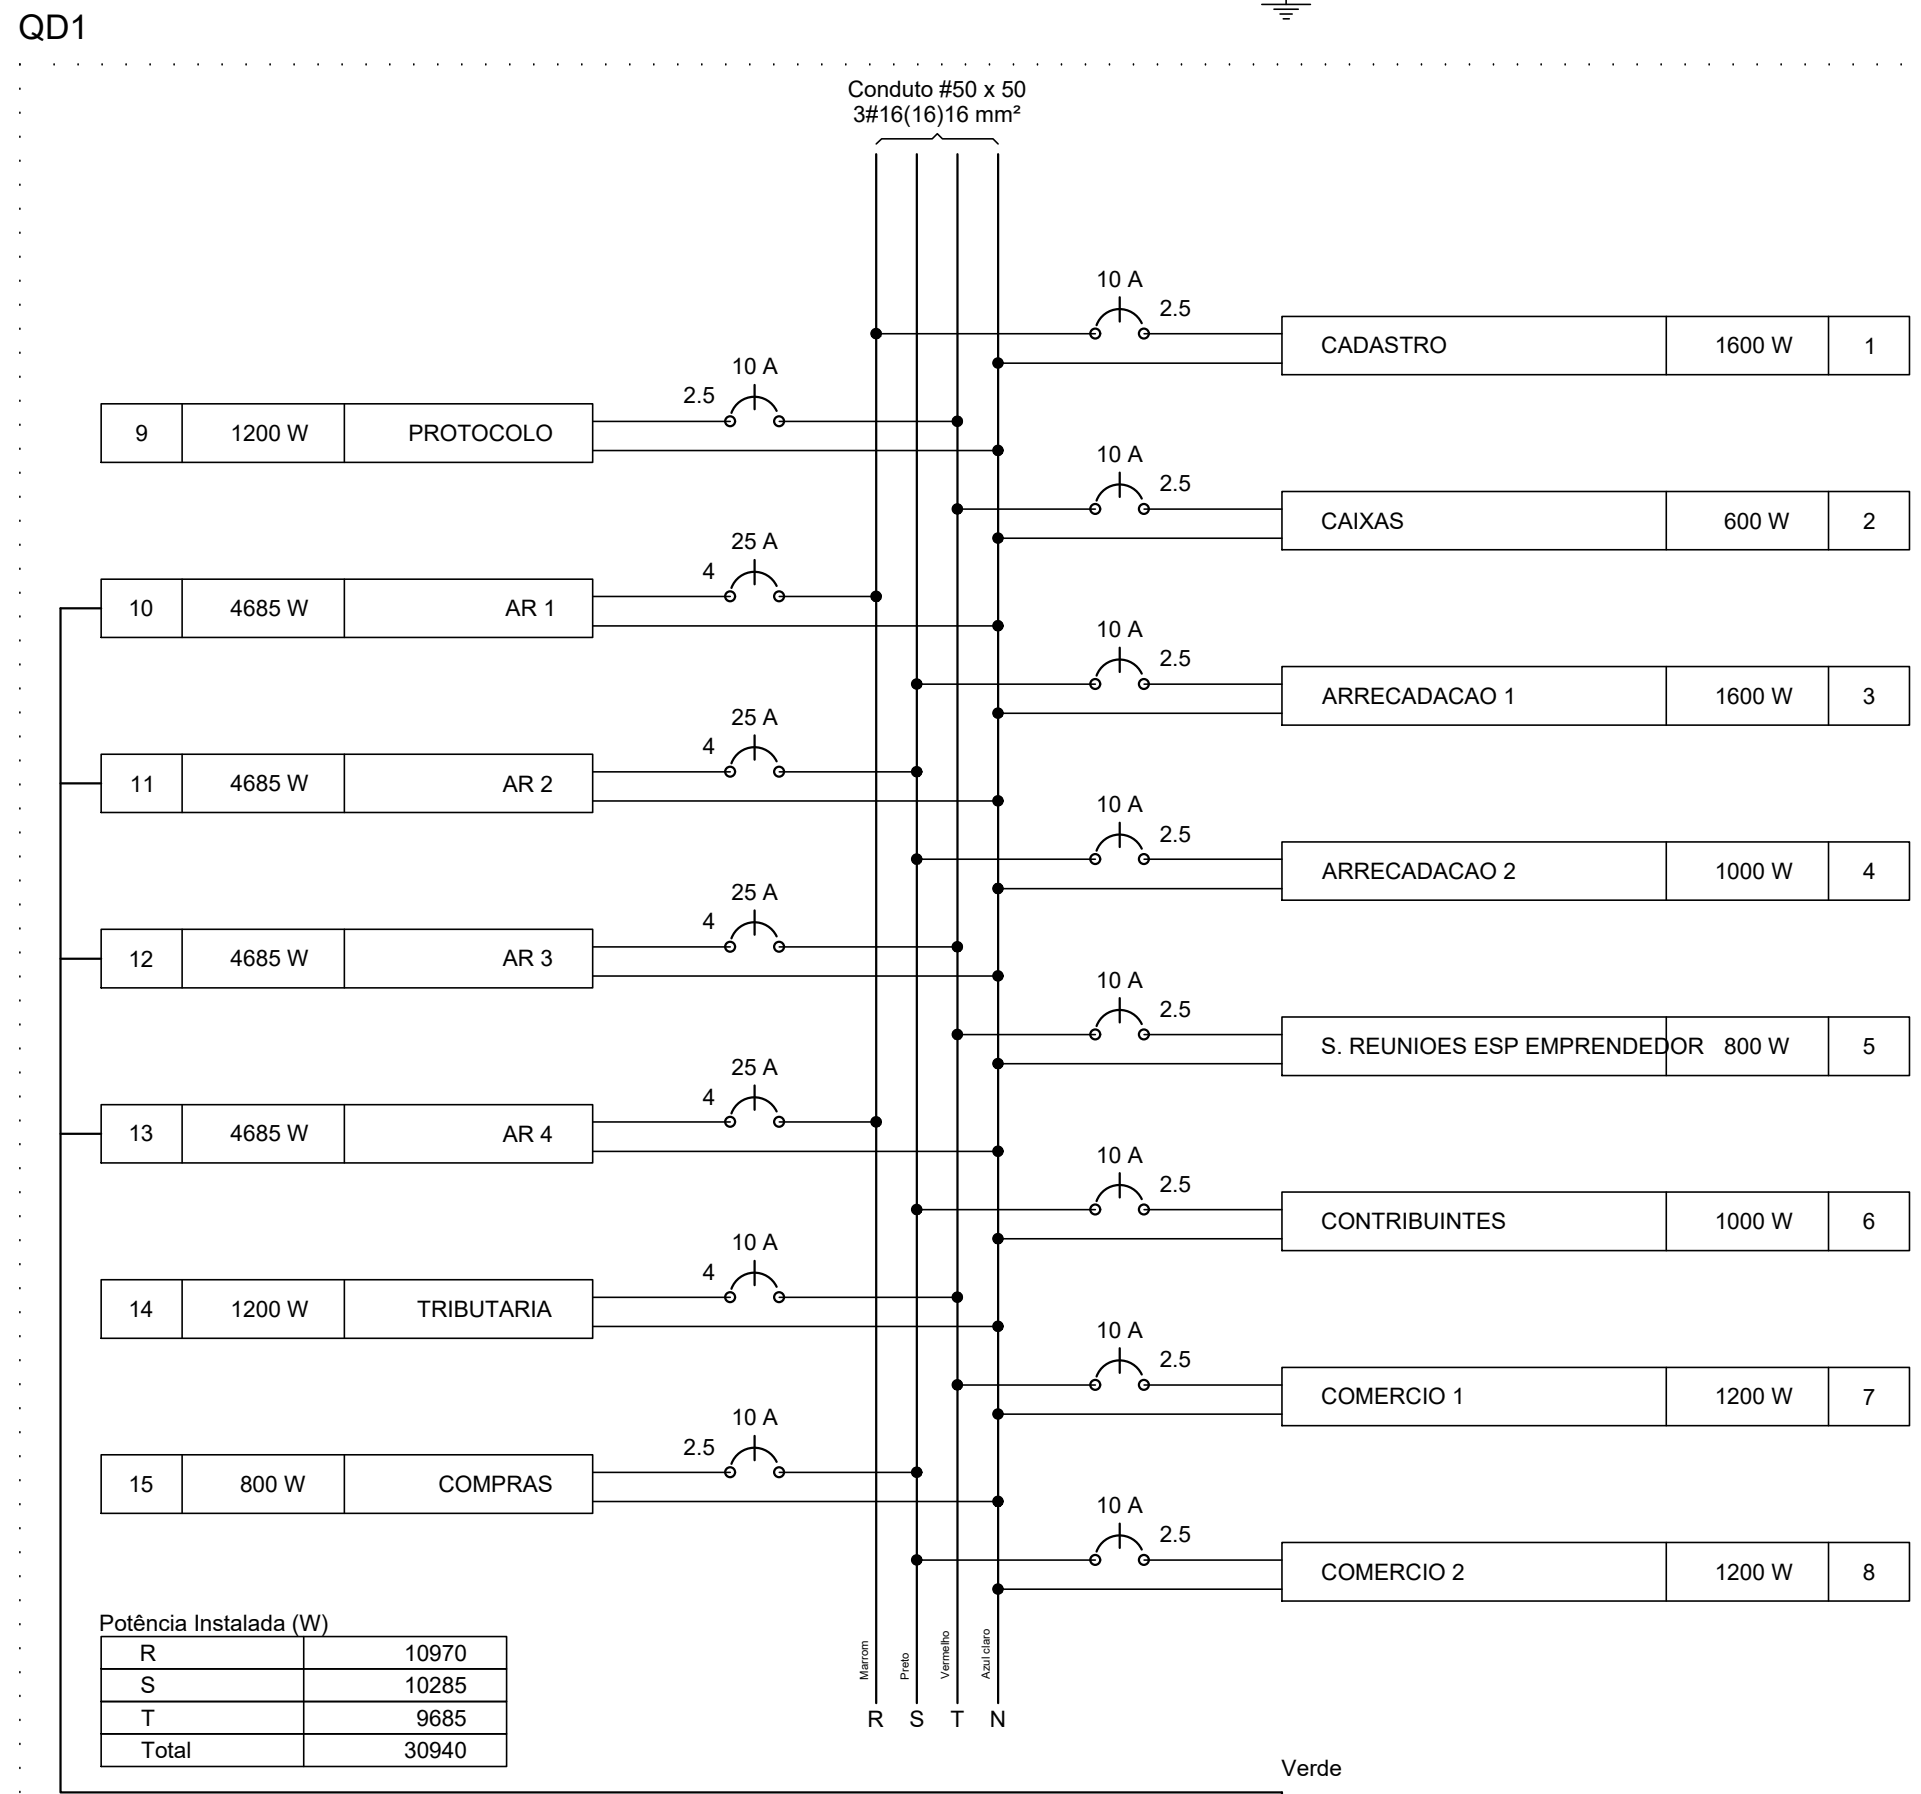 QD1
Conduto #50 x 50
3#16(16)16 mm²
10 A
2.5
CADASTRO 1600 W 1
10 A
2.5
9 1200 W PROTOCOLO
10 A
2.5
CAIXAS 600 W 2
25 A
4
10 4685 W AR 1
10 A
2.5
ARRECADACAO 1 1600 W 3
25 A
4
11 4685 W AR 2
10 A
2.5
ARRECADACAO 2 1000 W 4
25 A
4
12 4685 W AR 3
10 A
2.5
S. REUNIOES ESP EMPRENDEDOR 800 W 5
25 A
4
13 4685 W AR 4
10 A
2.5
CONTRIBUINTES 1000 W 6
10 A
4
14 1200 W TRIBUTARIA
10 A
2.5
COMERCIO 1 1200 W 7
10 A
2.5
15 800 W COMPRAS
10 A
2.5
COMERCIO 2 1200 W 8
Potência Instalada (W)
R 10970
S 10285
T 9685
Total 30940
Marrom
Preto
Vermelho
Azul claro
R S T N
Verde